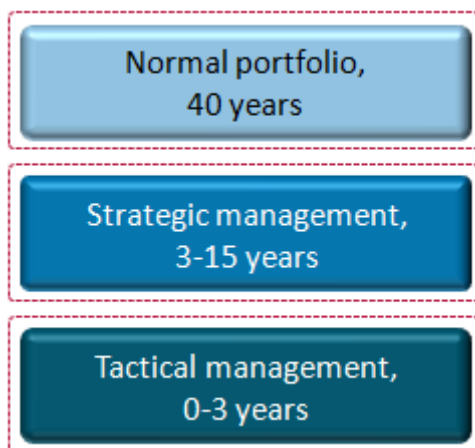 Normal portfolio,
40 years
Strategic management,
3-15 years
Tactical management,
0-3 years